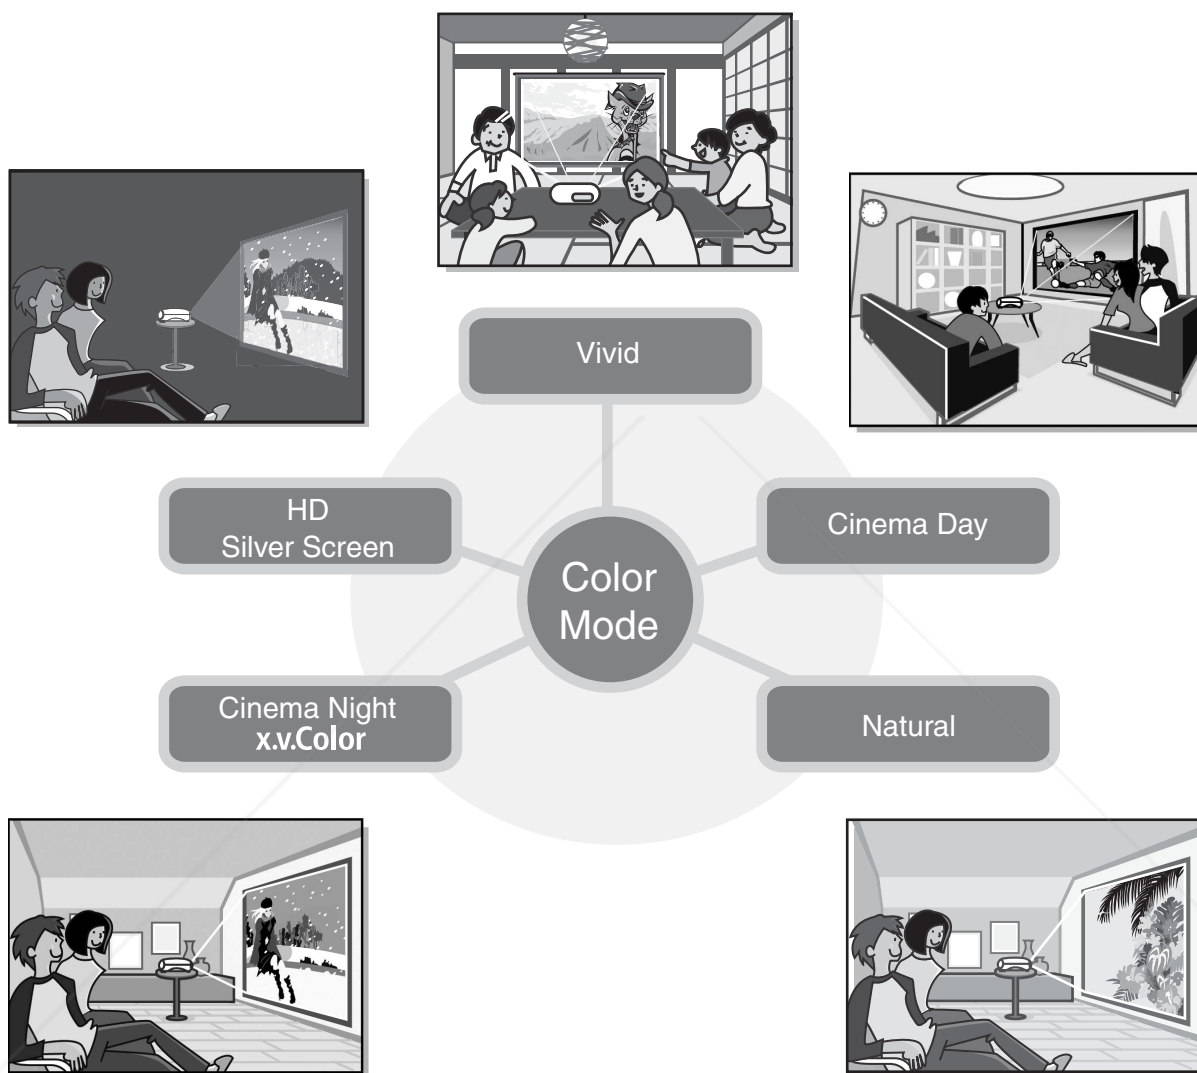 Vivid
HD
Silver Screen
Cinema Day
Color
Mode
Cinema Night
x.v.Color
Natural